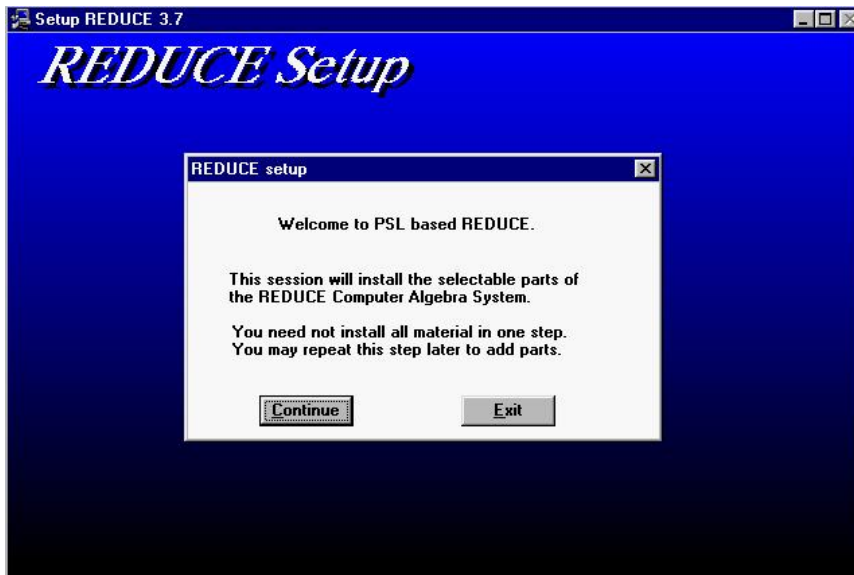 Setup REDUCE 3.7
REDUCE Setup
REDUCE setup
Welcome to PSL based REDUCE.
This session will install the selectable parts of
the REDUCE Computer Algebra System.
You need not install all material in one step.
You may repeat this step later to add parts.
Continue
Exit